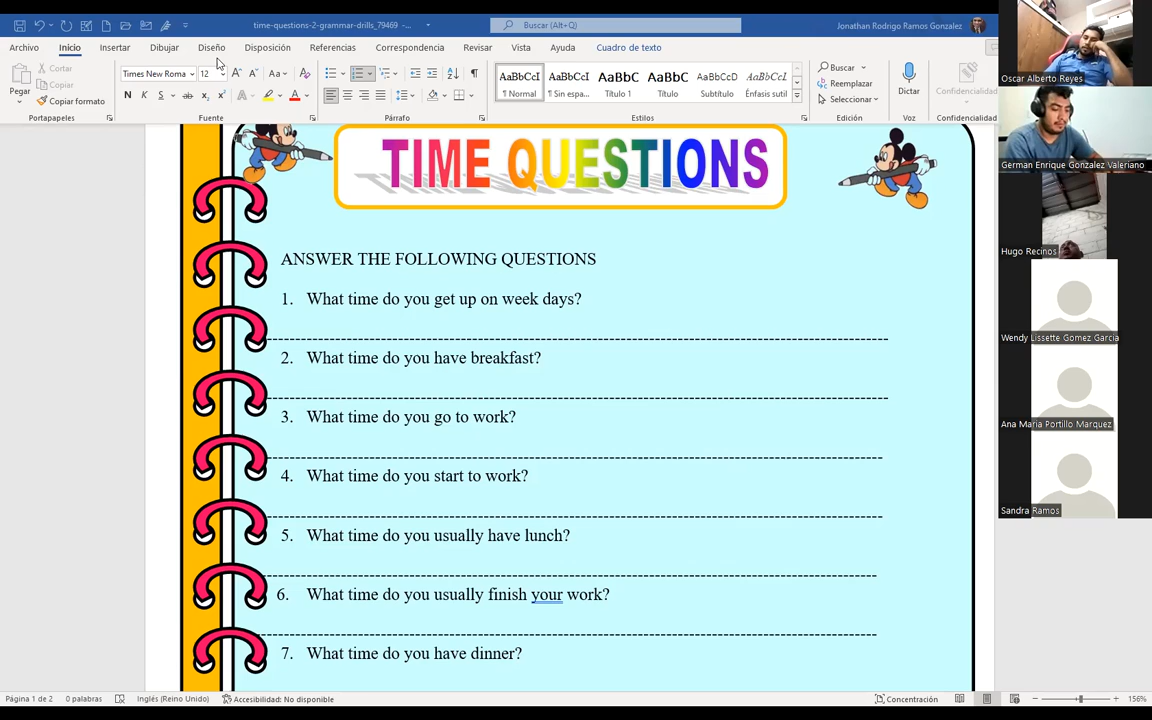 time-questions-2-grammar-drills_79469 -...
Buscar (Alt+Q)
Jonathan Rodrigo Ramos Gonzalez
Archivo Inicio Insertar Dibujar Diseño Disposición Referencias Correspondencia Revisar Vista Ayuda Cuadro de texto
Pegar
Cortar
Copiar
Copiar formato
Portapapeles
Times New Roma 12
Fuente
Párrafo
AaBbCcI AaBbCcI AaBbC AaBbC AaBbCcD AaBbCcI
¶ Normal ¶ Sin espa... Título 1 Título Subtítulo Énfasis sutil
Estilos
Buscar
Reemplazar
Seleccionar
Edición
Dictar
Voz
Confidencialidad
Confidencialidad
TIME QUESTIONS
ANSWER THE FOLLOWING QUESTIONS
1. What time do you get up on week days?
2. What time do you have breakfast?
3. What time do you go to work?
4. What time do you start to work?
5. What time do you usually have lunch?
6. What time do you usually finish your work?
7. What time do you have dinner?
Oscar Alberto Reyes
German Enrique Gonzalez Valeriano
Hugo Recinos
Wendy Lissette Gomez Garcia
Ana Maria Portillo Marquez
Sandra Ramos
Página 1 de 2 0 palabras Inglés (Reino Unido) Accesibilidad: No disponible Concentración 156%